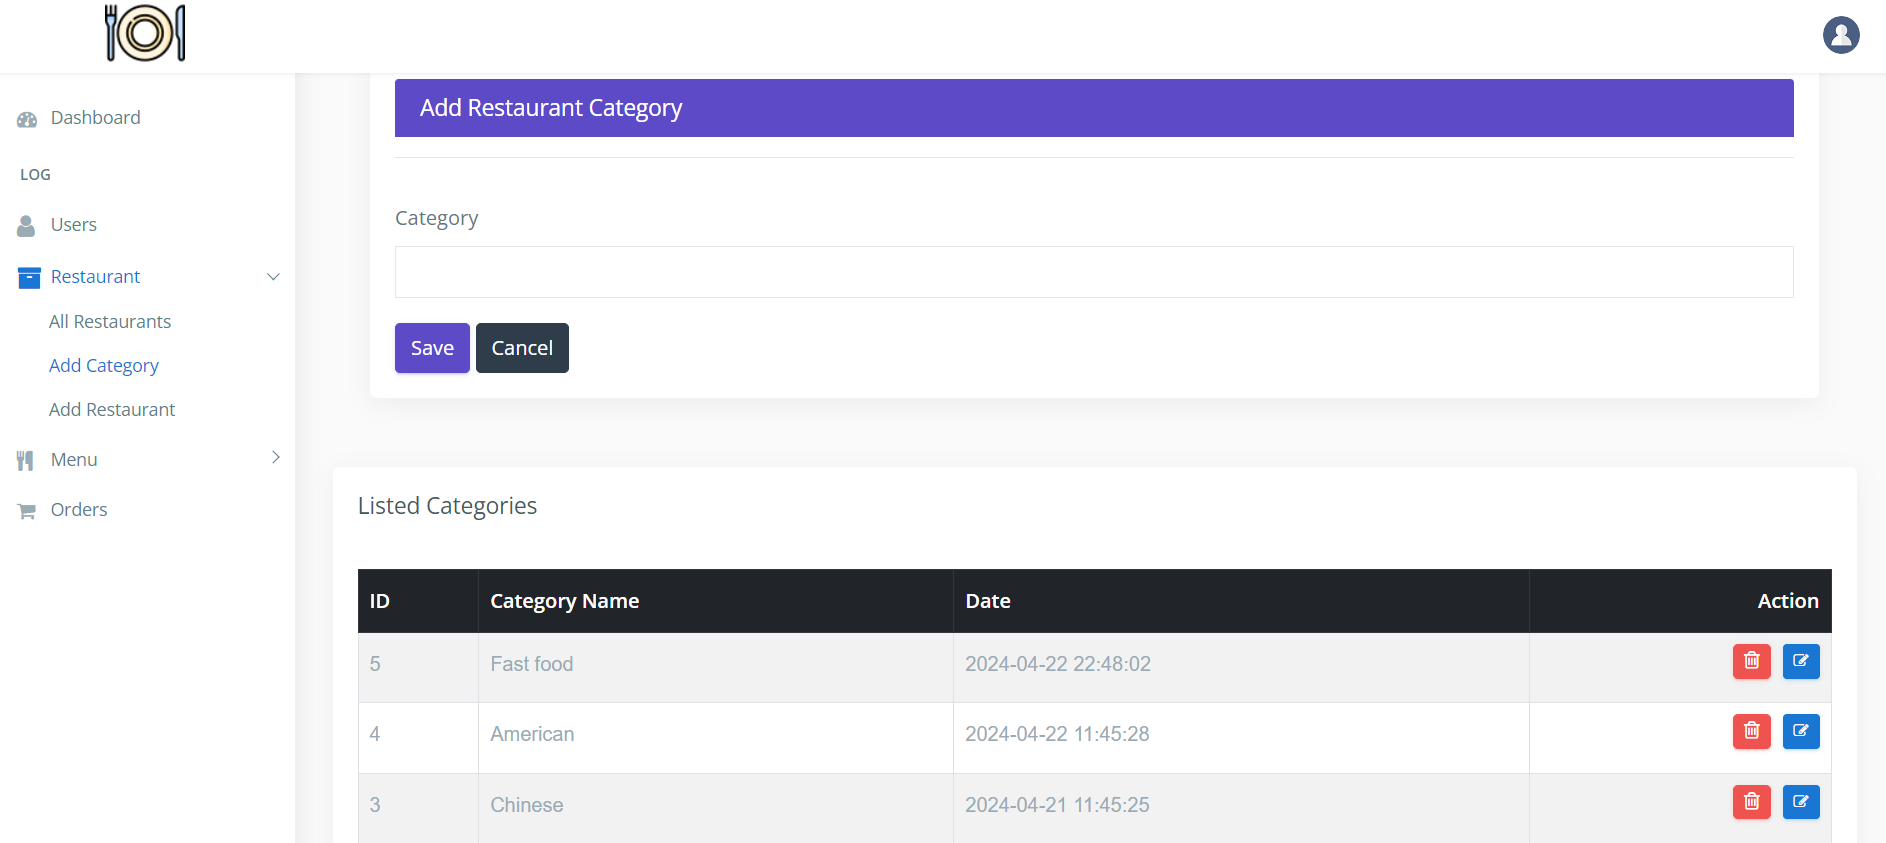 Dashboard
LOG
Users
Restaurant
All Restaurants
Add Category
Add Restaurant
Menu
Orders
Add Restaurant Category
Category
Save Cancel
Listed Categories
ID Category Name Date Action
5 Fast food 2024-04-22 22:48:02
4 American 2024-04-22 11:45:28
3 Chinese 2024-04-21 11:45:25